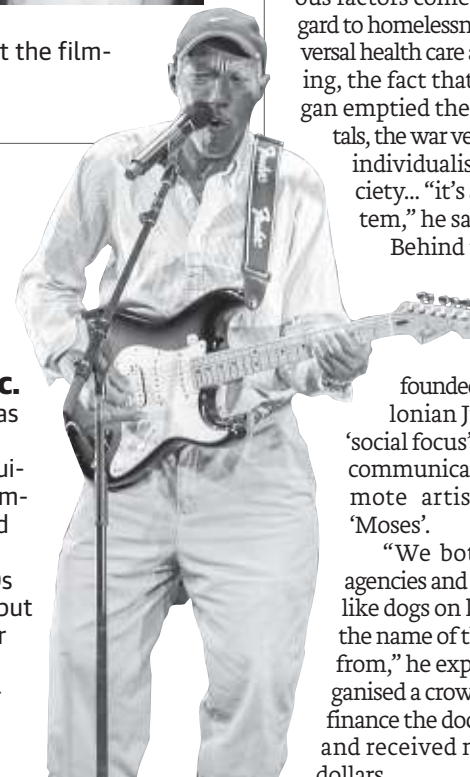 t the film-
c.
as
ui-
m-
d
s
out
r
ous factors come
gard to homelessn
versal health care a
ing, the fact that
gan emptied the
tals, the war ve
individualis
ciety... “it’s a
tem,” he sa
Behind
founded
lonian J
‘social focus’
communica
mote artis
‘Moses’.
“We bot
agencies and
like dogs on l
the name of th
from,” he exp
ganised a crow
finance the doc
and received m
dollars
Fender
Fender